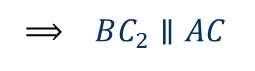 ⟹ BC₂ ∥ AC